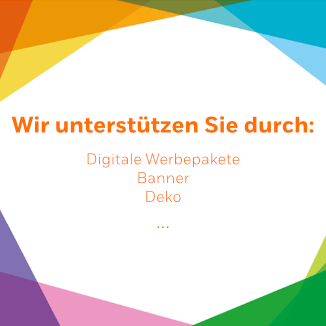 Wir unterstützen Sie durch:
Digitale Werbepakete
Banner
Deko
...